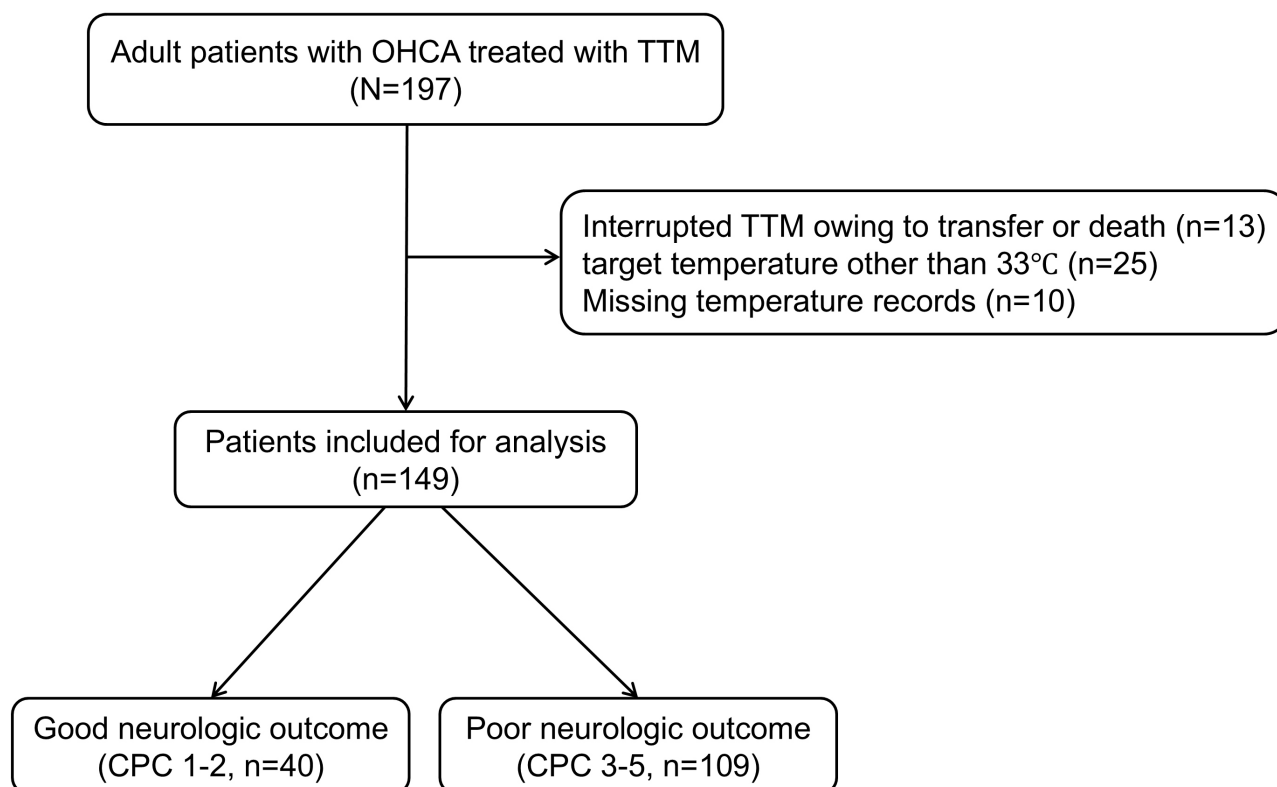 Adult patients with OHCA treated with TTM
(N=197)
Interrupted TTM owing to transfer or death (n=13)
target temperature other than 33℃ (n=25)
Missing temperature records (n=10)
Patients included for analysis
(n=149)
Good neurologic outcome
(CPC 1-2, n=40)
Poor neurologic outcome
(CPC 3-5, n=109)